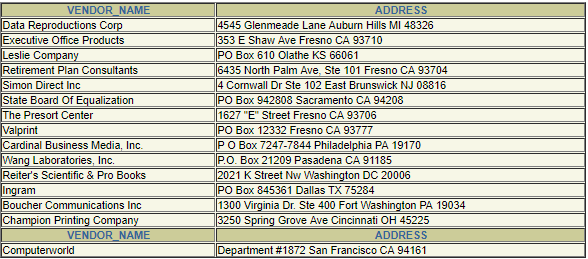 VENDOR_NAME ADDRESS
Data Reproductions Corp 4545 Glenmeade Lane Auburn Hills MI 48326
Executive Office Products 353 E Shaw Ave Fresno CA 93710
Leslie Company PO Box 610 Olathe KS 66061
Retirement Plan Consultants 6435 North Palm Ave, Ste 101 Fresno CA 93704
Simon Direct Inc 4 Cornwall Dr Ste 102 East Brunswick NJ 08816
State Board Of Equalization PO Box 942808 Sacramento CA 94208
The Presort Center 1627 "E" Street Fresno CA 93706
Valprint PO Box 12332 Fresno CA 93777
Cardinal Business Media, Inc. P O Box 7247-7844 Philadelphia PA 19170
Wang Laboratories, Inc. P.O. Box 21209 Pasadena CA 91185
Reiter's Scientific & Pro Books 2021 K Street Nw Washington DC 20006
Ingram PO Box 845361 Dallas TX 75284
Boucher Communications Inc 1300 Virginia Dr. Ste 400 Fort Washington PA 19034
Champion Printing Company 3250 Spring Grove Ave Cincinnati OH 45225
VENDOR_NAME ADDRESS
Computerworld Department #1872 San Francisco CA 94161